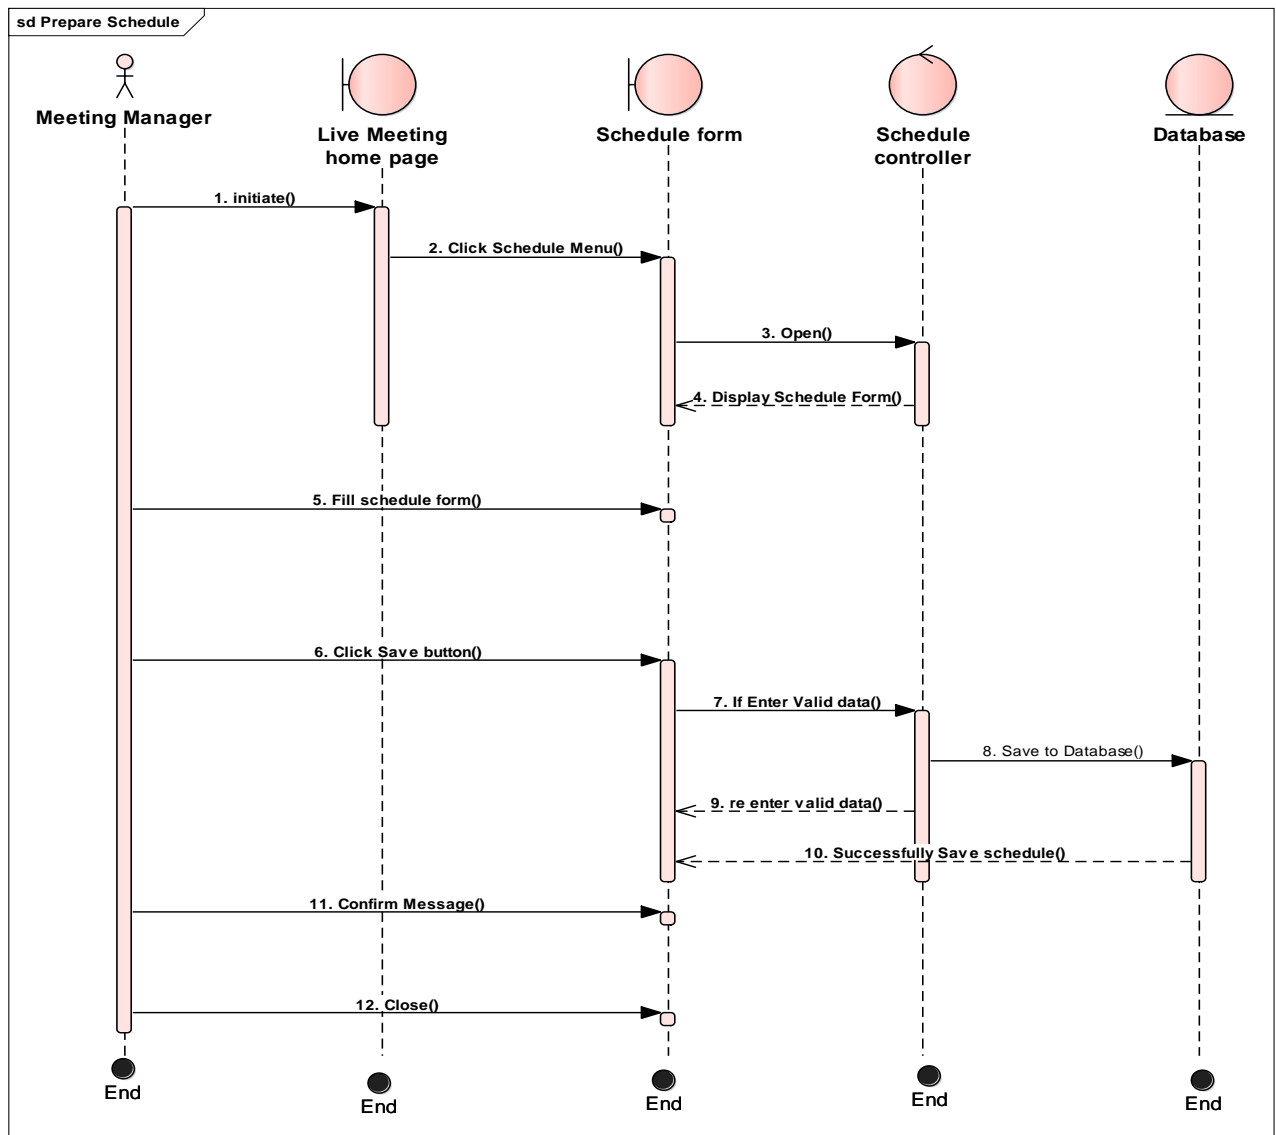 sd Prepare Schedule
Meeting Manager
Live Meeting
home page
Schedule form
Schedule
controller
Database
1. initiate()
2. Click Schedule Menu()
3. Open()
4. Display Schedule Form()
5. Fill schedule form()
6. Click Save button()
7. If Enter Valid data()
8. Save to Database()
9. re enter valid data()
10. Successfully Save schedule()
11. Confirm Message()
12. Close()
End
End
End
End
End